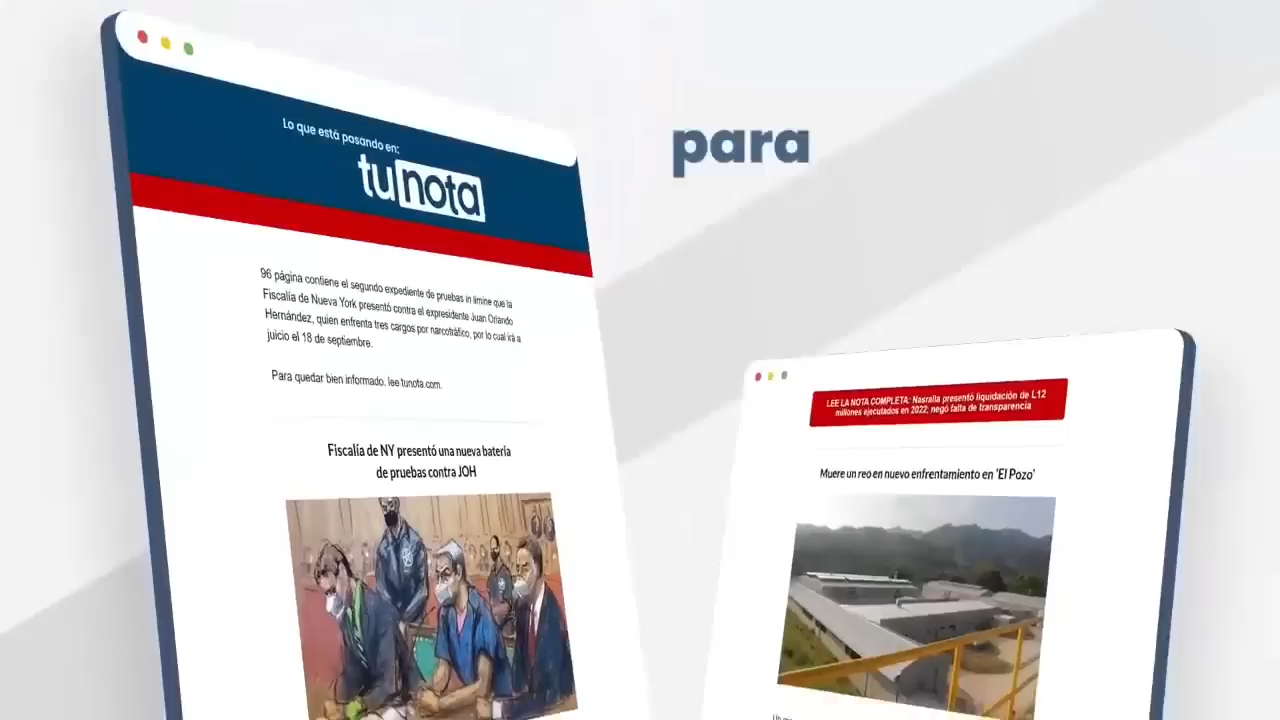 Lo que está pasando en:
tunota
para
96 página contiene el segundo expediente de pruebas in limine que la
Fiscalía de Nueva York presentó contra el expresidente Juan Orlando
Hernández, quien enfrenta tres cargos por narcotráfico, por lo cual irá a
juicio el 18 de septiembre.
Para quedar bien informado, lee tunota.com.
Fiscalía de NY presentó una nueva batería
de pruebas contra JOH
LEE LA NOTA COMPLETA: Nasralla presentó liquidación de L12
millones ejecutados en 2022; negó falta de transparencia
Muere un reo en nuevo enfrentamiento en 'El Pozo'